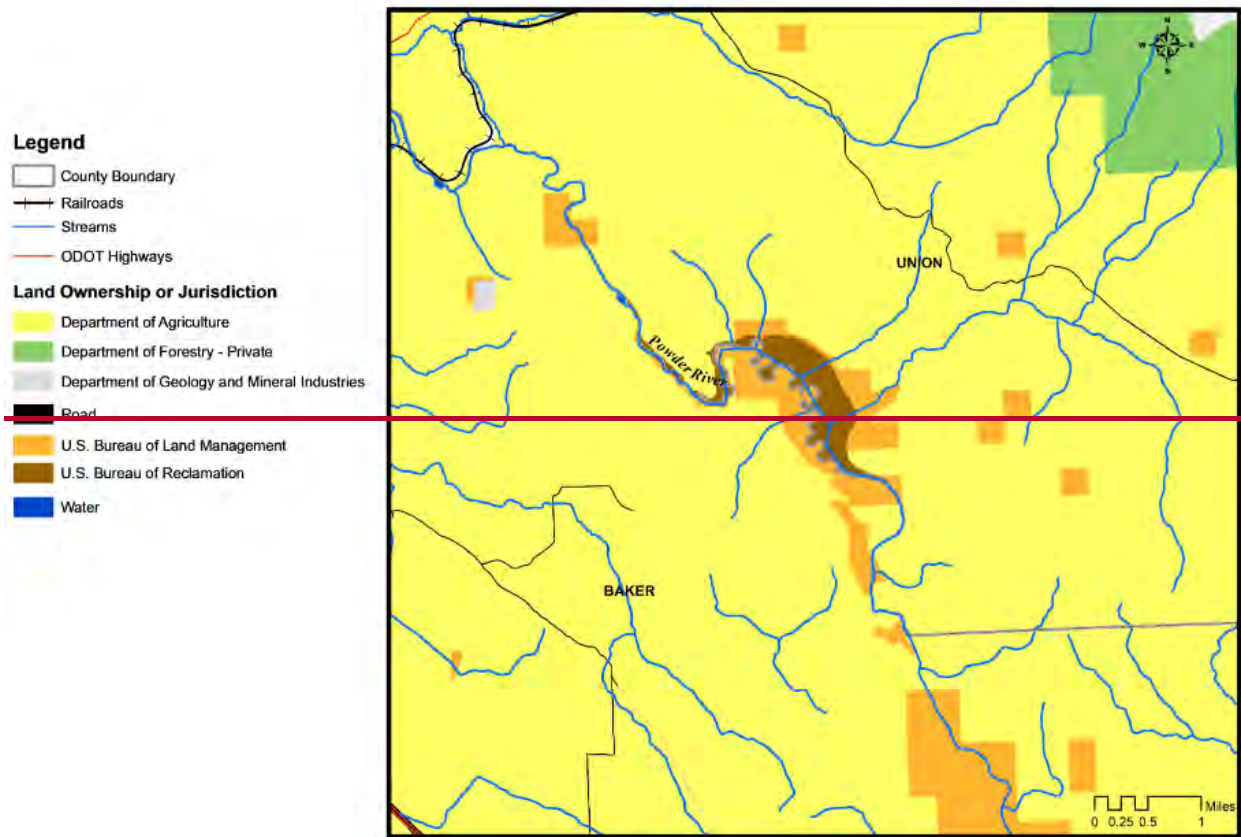 Legend
County Boundary
Railroads
Streams
ODOT Highways
Land Ownership or Jurisdiction
Department of Agriculture
Department of Forestry - Private
Department of Geology and Mineral Industries
Road
U.S. Bureau of Land Management
U.S. Bureau of Reclamation
Water
N
W E
S
UNION
Powder River
BAKER
Miles
0 0.25 0.5 1